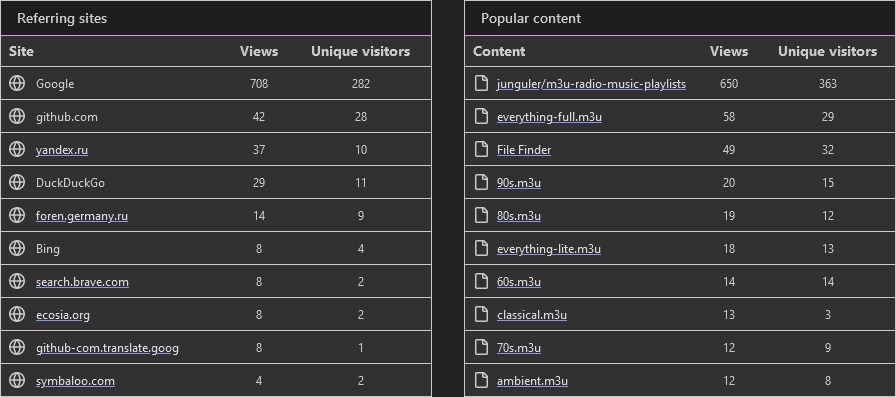 Referring sites
Site Views Unique visitors
Google 708 282
github.com 42 28
yandex.ru 37 10
DuckDuckGo 29 11
foren.germany.ru 14 9
Bing 8 4
search.brave.com 8 2
ecosia.org 8 2
github-com.translate.goog 8 1
symbaloo.com 4 2
Popular content
Content Views Unique visitors
junguler/m3u-radio-music-playlists 650 363
everything-full.m3u 58 29
File Finder 49 32
90s.m3u 20 15
80s.m3u 19 12
everything-lite.m3u 18 13
60s.m3u 14 14
classical.m3u 13 3
70s.m3u 12 9
ambient.m3u 12 8